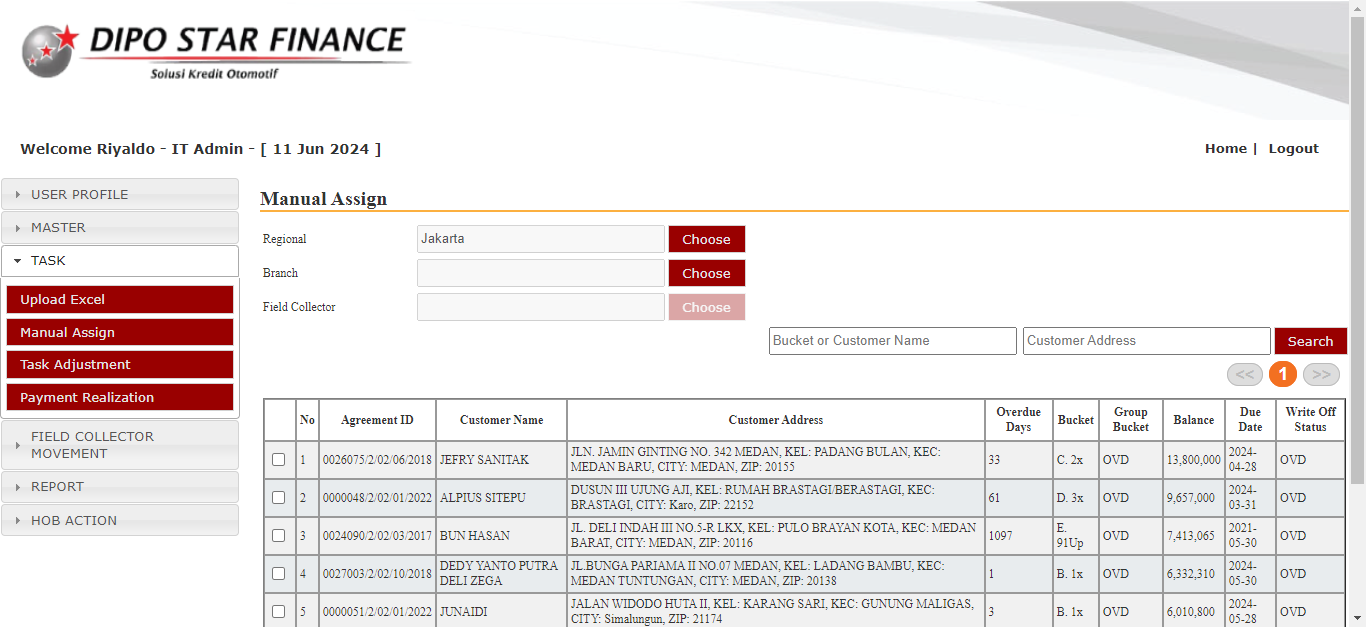 DIPO STAR FINANCE
Solusi Kredit Otomotif
Welcome Riyaldo - IT Admin - [ 11 Jun 2024 ]
Home | Logout
USER PROFILE
MASTER
TASK
Upload Excel
Manual Assign
Task Adjustment
Payment Realization
FIELD COLLECTOR
MOVEMENT
REPORT
HOB ACTION
Manual Assign
Regional Jakarta Choose
Branch Choose
Field Collector Choose
Bucket or Customer Name Customer Address Search
<< 1 >>
No Agreement ID Customer Name Customer Address Overdue Days Bucket Group Bucket Balance Due Date Write Off Status
1 0026075/2/02/06/2018 JEFRY SANITAK JLN. JAMIN GINTING NO. 342 MEDAN, KEL: PADANG BULAN, KEC: MEDAN BARU, CITY: MEDAN, ZIP: 20155 33 C. 2x OVD 13,800,000 2024-04-28 OVD
2 0000048/2/02/01/2022 ALPIUS SITEPU DUSUN III UJUNG AJI, KEL: RUMAH BRASTAGI/BERASTAGI, KEC: BRASTAGI, CITY: Karo, ZIP: 22152 61 D. 3x OVD 9,657,000 2024-03-31 OVD
3 0024090/2/02/03/2017 BUN HASAN JL. DELI INDAH III NO.5-R LKX, KEL: PULO BRAYAN KOTA, KEC: MEDAN BARAT, CITY: MEDAN, ZIP: 20116 1097 E. 91Up OVD 7,413,065 2021-05-30 OVD
4 0027003/2/02/10/2018 DEDY YANTO PUTRA DELI ZEGA JL.BUNGA PARIAMA II NO.07 MEDAN, KEL: LADANG BAMBU, KEC: MEDAN TUNTUNGAN, CITY: MEDAN, ZIP: 20138 1 B. 1x OVD 6,332,310 2024-05-30 OVD
5 0000051/2/02/01/2022 JUNAIDI JALAN WIDODO HUTA II, KEL: KARANG SARI, KEC: GUNUNG MALIGAS, CITY: Simalungun, ZIP: 21174 3 B. 1x OVD 6,010,800 2024-05-28 OVD